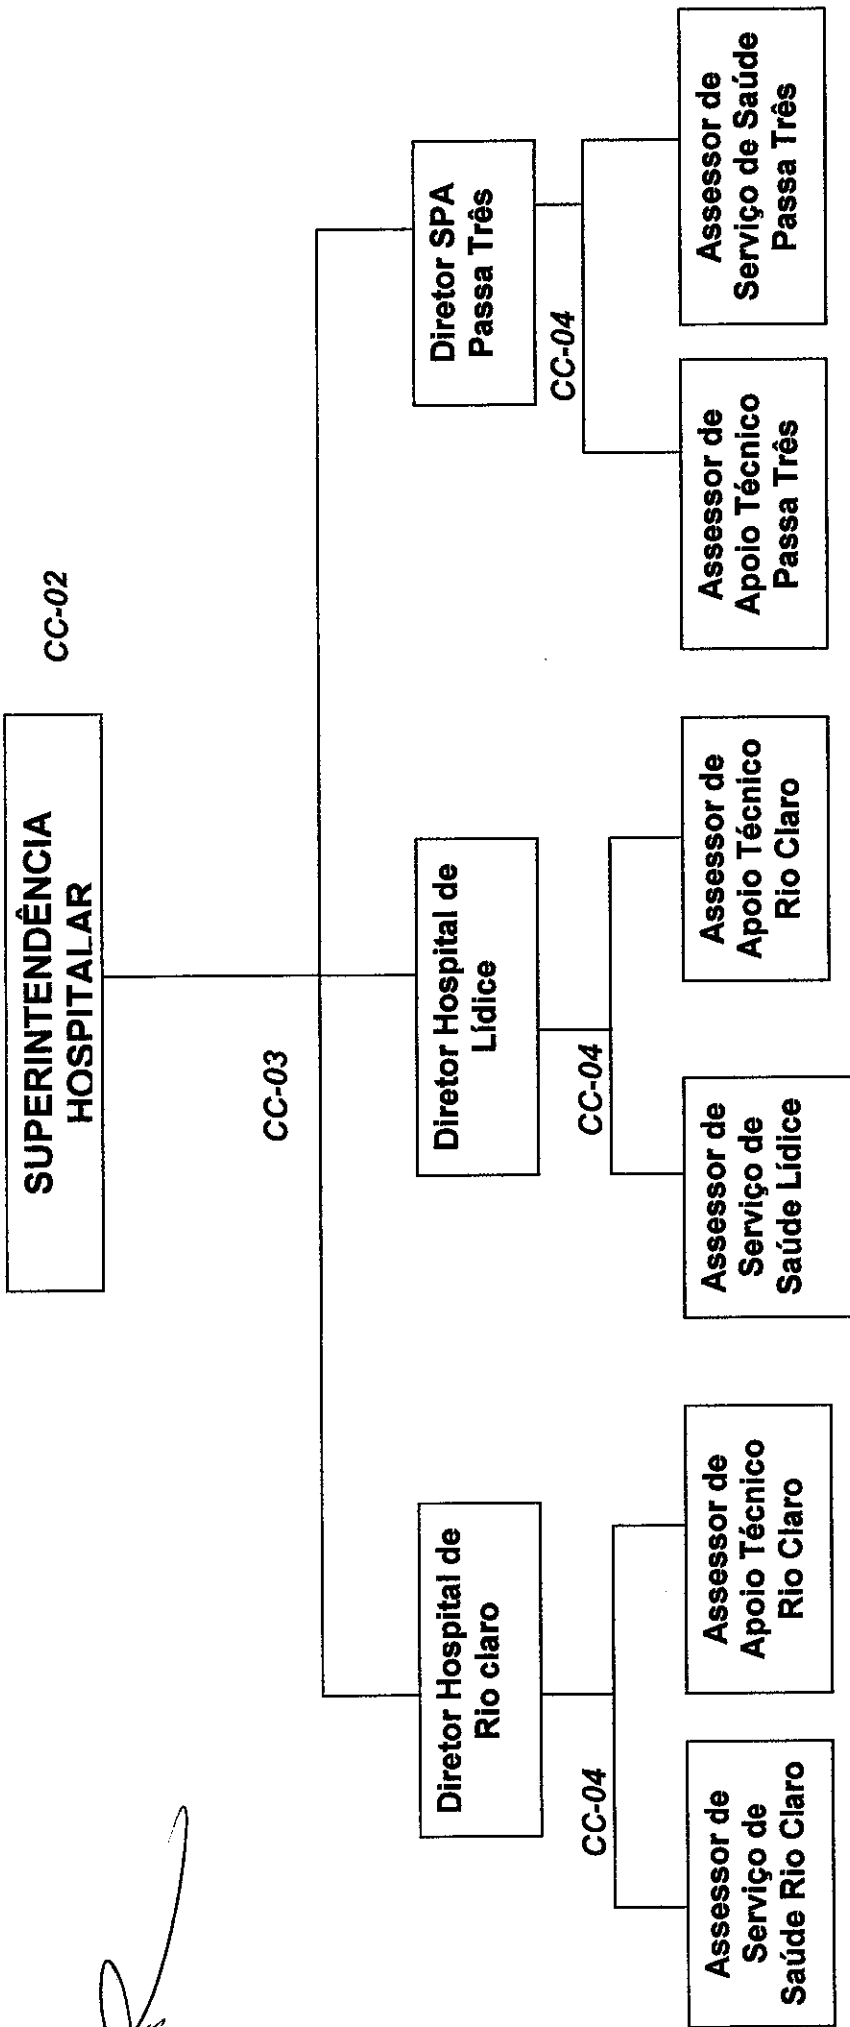 SUPERINTENDÊNCIA
HOSPITALAR
CC-02
CC-03
Diretor Hospital de
Rio claro
Diretor Hospital de
Lídice
Diretor SPA
Passa Três
CC-04
CC-04
CC-04
Assessor de
Serviço de
Saúde Rio Claro
Assessor de
Apoio Técnico
Rio Claro
Assessor de
Serviço de
Saúde Lídice
Assessor de
Apoio Técnico
Rio Claro
Assessor de
Apoio Técnico
Passa Três
Assessor de
Serviço de Saúde
Passa Três